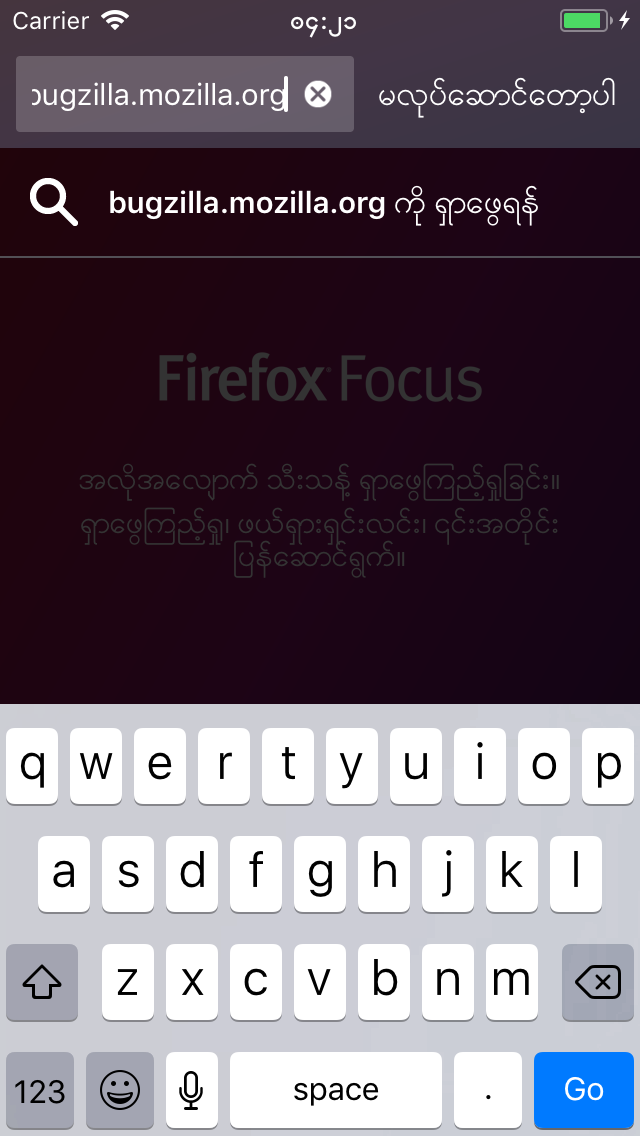 Carrier ၀၄:၂၁
bugzilla.mozilla.org မလုပ်ဆောင်တော့ပါ
bugzilla.mozilla.org ကို ရှာဖွေရန်
Firefox Focus
အလိုအလျောက် သီးသန့် ရှာဖွေကြည့်ရှုခြင်း။
ရှာဖွေကြည့်ရှု၊ ဖယ်ရှားရှင်းလင်း၊ ၎င်းအတိုင်း
ပြန်ဆောင်ရွက်။
q w e r t y u i o p
a s d f g h j k l
z x c v b n m
123 space . Go